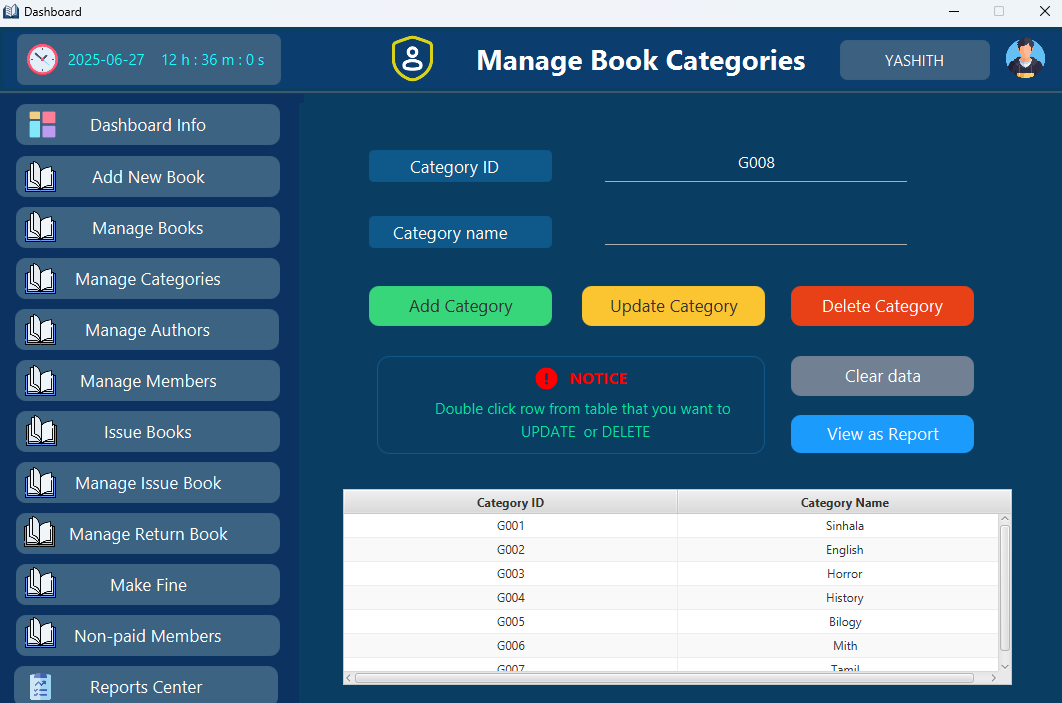 Dashboard
2025-06-27 12 h : 36 m : 0 s
Manage Book Categories
YASHITH
Dashboard Info
Add New Book
Manage Books
Manage Categories
Manage Authors
Manage Members
Issue Books
Manage Issue Book
Manage Return Book
Make Fine
Non-paid Members
Reports Center
Category ID
G008
Category name
Add Category
Update Category
Delete Category
NOTICE
Double click row from table that you want to
UPDATE or DELETE
Clear data
View as Report
Category ID Category Name
G001 Sinhala
G002 English
G003 Horror
G004 History
G005 Bilogy
G006 Mith
G007 Tamil